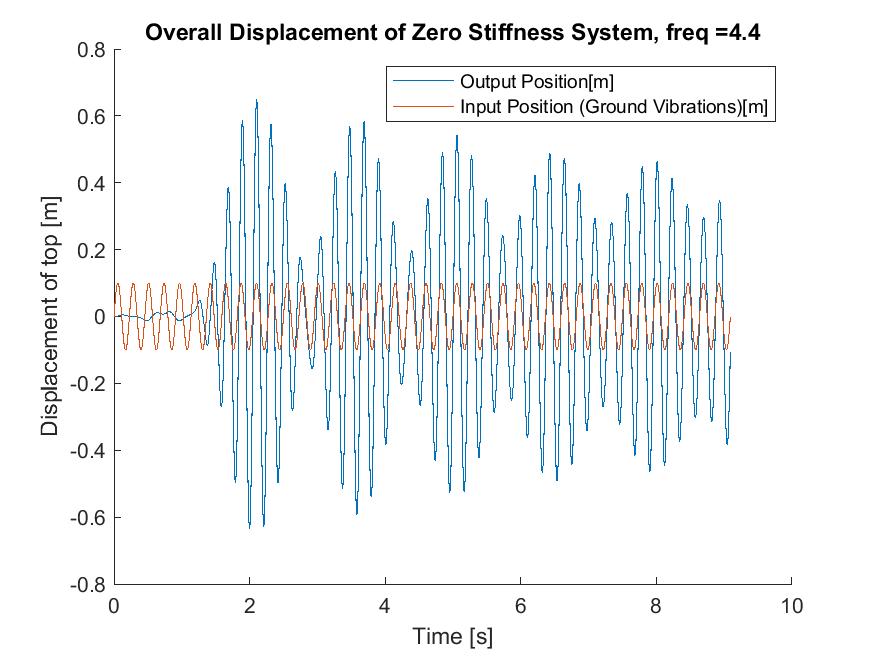 Overall Displacement of Zero Stiffness System, freq =4.4
Output Position[m]
Input Position (Ground Vibrations)[m]
Displacement of top [m]
0.8
0.6
0.4
0.2
0
-0.2
-0.4
-0.6
-0.8
0 2 4 6 8 10
Time [s]